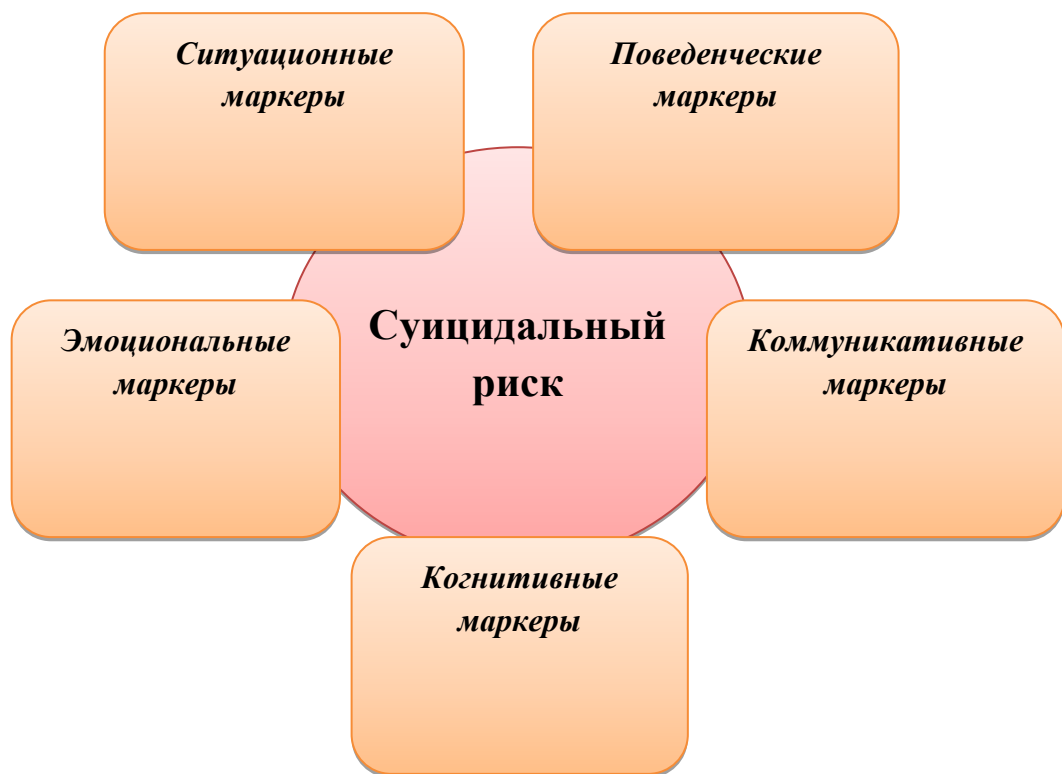 Ситуационные
маркеры
Поведенческие
маркеры
Суицидальный
риск
Эмоциональные
маркеры
Коммуникативные
маркеры
Когнитивные
маркеры